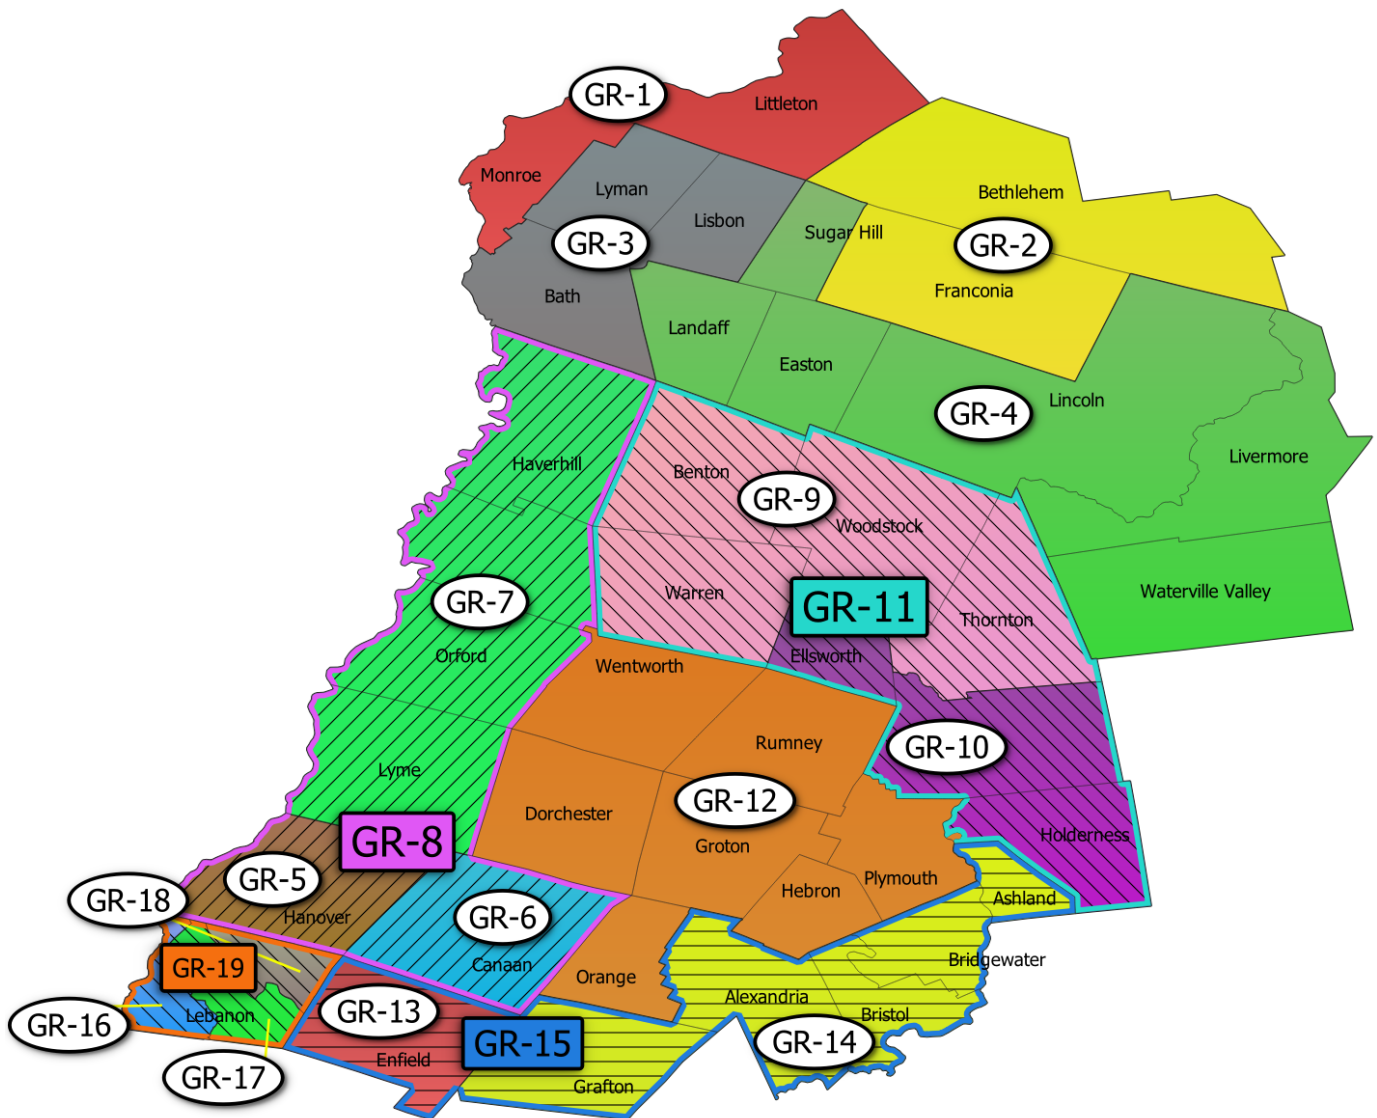 GR-1
Littleton
Monroe
Lyman
Bethlehem
Lisbon
Sugar Hill
GR-3
GR-2
Bath
Franconia
Landaff
Easton
Lincoln
GR-4
Livermore
Haverhill
Benton
GR-9
Woodstock
Waterville Valley
Warren
GR-7
GR-11
Thornton
Orford
Ellsworth
Wentworth
Rumney
GR-10
Lyme
GR-12
Dorchester
Holderness
GR-8
Groton
GR-5
Plymouth
Hebron
GR-18
Ashland
Hanover
GR-6
Bridgewater
GR-19
Canaan
Orange
Alexandria
GR-13
Lebanon
Bristol
GR-16
GR-15
GR-14
Enfield
GR-17
Grafton